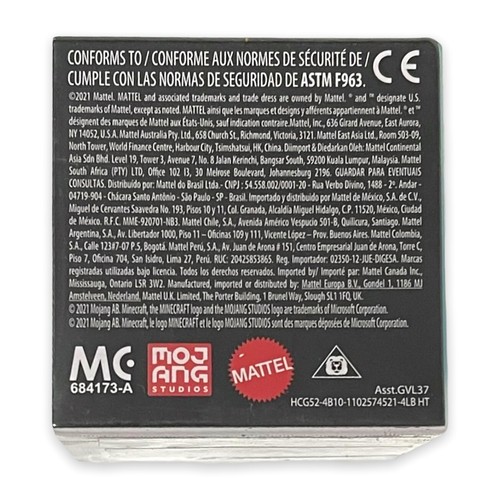 CONFORMS TO / CONFORME AUX NORMES DE SÉCURITÉ DE/
CUMPLE CON LAS NORMAS DE SEGURIDAD DE ASTM F963. CE
©2021 Mattel. MATTEL and associated trademarks and trade dress are owned by Mattel. ® and ™ designate U.S.
trademarks of Mattel, except as noted. ©2021 Mattel. MATTEL ainsi que les marques et designs y afférents appartiennent à Mattel. ® et ™
désignent des marques de Mattel aux États-Unis, sauf indication contraire.Mattel, Inc., 636 Girard Avenue, East Aurora,
NY 14052, U.S.A. Mattel Australia Pty. Ltd., 658 Church St., Richmond, Victoria, 3121. Mattel East Asia Ltd., Room 503-09,
North Tower, World Finance Centre, Harbour City, Tsimshatsui, HK, China. Diimport & Diedarkan Oleh: Mattel Continental
Asia Sdn Bhd. Level 19, Tower 3, Avenue 7, No. 8 Jalan Kerinchi, Bangsar South, 59200 Kuala Lumpur, Malaysia. Mattel
South Africa (PTY) LTD, Office 102 I3, 30 Melrose Boulevard, Johannesburg 2196. GUARDAR PARA EVENTUAIS
CONSULTAS. Distribuido por: Mattel do Brasil Ltda.- CNPJ : 54.558.002/0001-20 - Rua Verbo Divino, 1488 - 2º. Andar -
04719-904 - Chácara Santo Antônio - São Paulo - SP - Brasil. Importado y distribuido por Mattel de México, S.A. de C.V.,
Miguel de Cervantes Saavedra No. 193, Pisos 10 y 11, Col. Granada, Alcaldía Miguel Hidalgo, C.P. 11520, México, Ciudad
de México. R.F.C. MME-920701-NB3. Mattel Chile, S.A., Avenida Américo Vespucio 501-B, Quilicura, Santiago, Mattel
Argentina, S.A., Av. Libertador 1000, Piso 11 – Oficinas 109 y 111, Vicente López – Prov. Buenos Aires. Mattel Colombia,
S.A., Calle 123#07-07 P.5, Bogotá. Mattel Perú, S.A., Av. Juan de Arona # 151, Centro Empresarial Juan de Arona, Torre C,
Piso 7, Oficina 704, San Isidro, Lima 27, Perú. RUC: 20425853865. Reg. Importador: 02350-12-JUE-DIGESA. Marcas
registradas utilizadas bajo licencia. Todos los derechos reservados. Imported by/Importé par: Mattel Canada Inc.,
Mississauga, Ontario L5R 3W2. Manufactured, imported or distributed by: Mattel Europa B.V., Gondel 1, 1186 MJ
Amstelveen, Nederland. Mattel U.K. Limited, The Porter Building, 1 Brunel Way, Slough SL1 1FQ, UK.
©2021 Mojang AB. Minecraft, the MINECRAFT logo and the MOJANG STUDIOS logo are trademarks of Microsoft Corporation.
©2021 Mojang AB. Minecraft, le logo MINECRAFT et le logo MOJANG STUDIOS sont des marques déposées de Microsoft Corporation.
MC
684173-A
MOJ
ANG
STUDIOS
MATTEL
Asst.GVL37
HCG52-4B10-1102574521-4LB HT